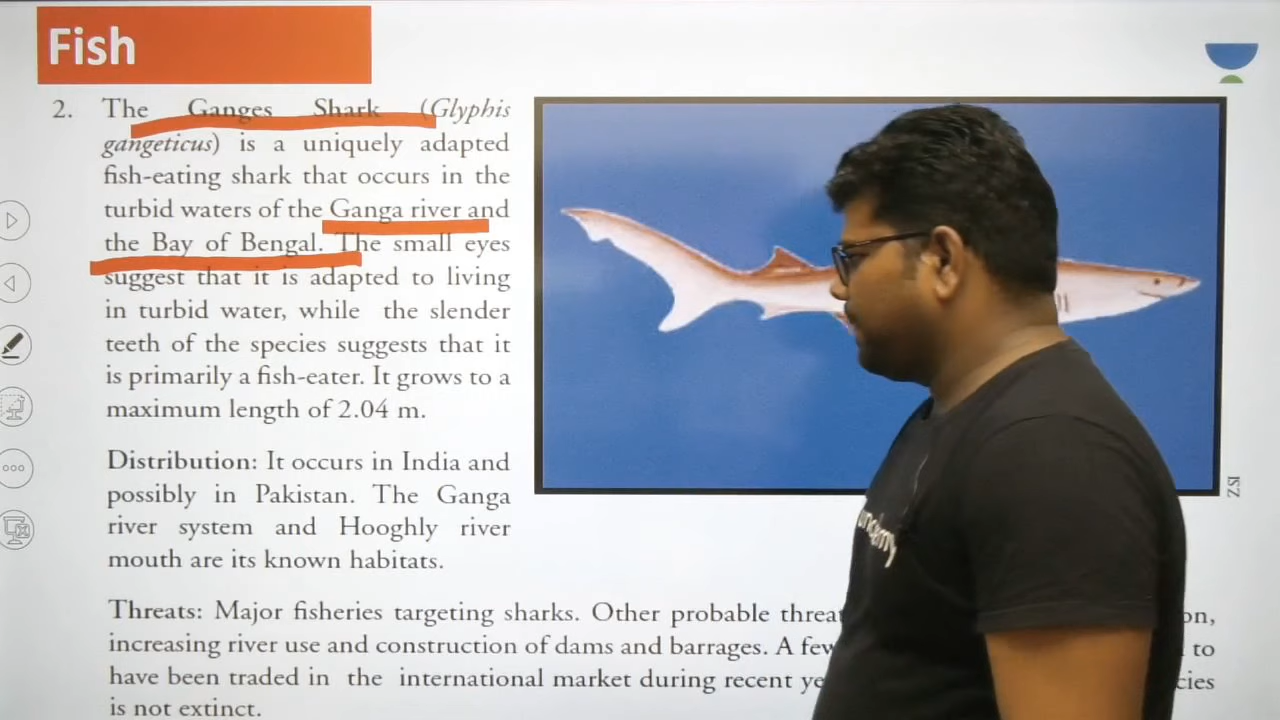 Fish
2. The Ganges Shark (Glyphis
gangeticus) is a uniquely adapted
fish-eating shark that occurs in the
turbid waters of the Ganga river and
the Bay of Bengal. The small eyes
suggest that it is adapted to living
in turbid water, while the slender
teeth of the species suggests that it
is primarily a fish-eater. It grows to a
maximum length of 2.04 m.
Distribution: It occurs in India and
possibly in Pakistan. The Ganga
river system and Hooghly river
mouth are its known habitats.
Threats: Major fisheries targeting sharks. Other probable
increasing river use and construction of dams and barrages. A few to
have been traded in the international market during recent
is not extinct.
ISZ